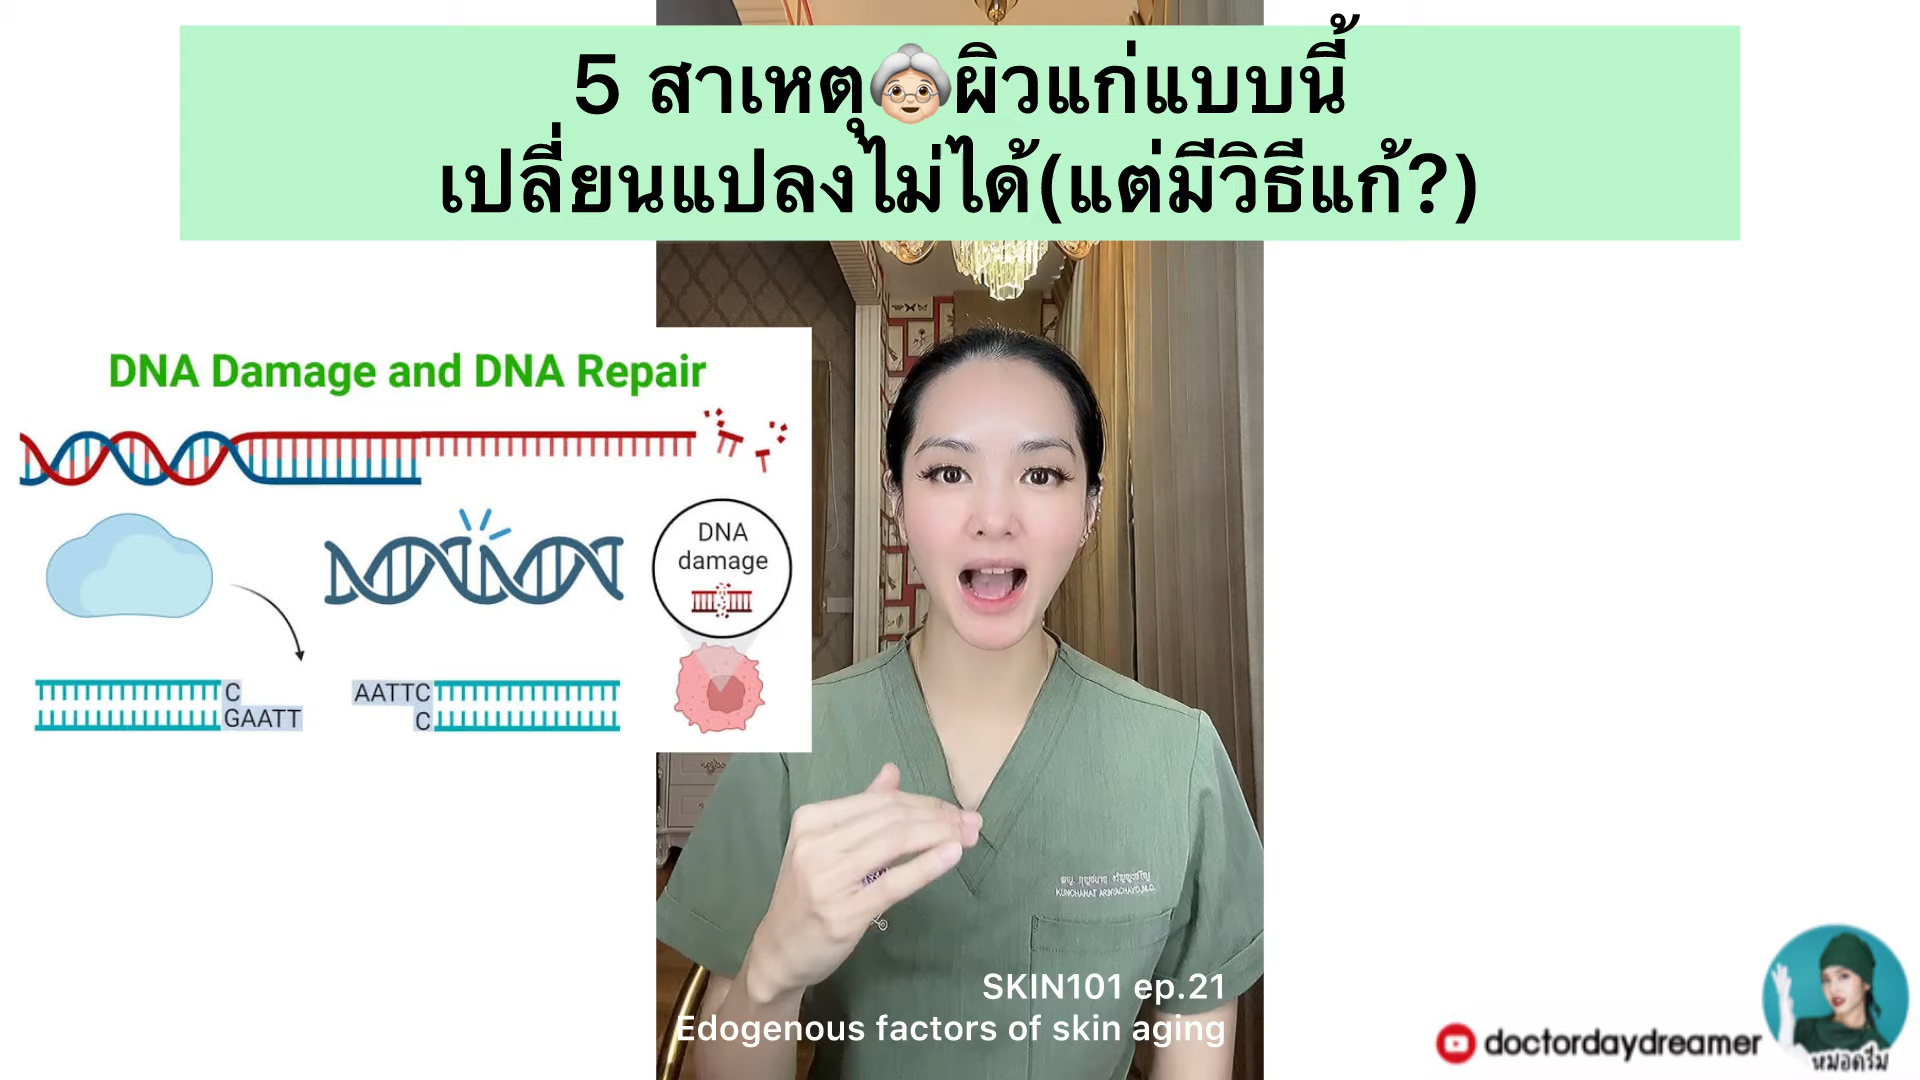 5 สาเหตุ👵🏻ผิวแก่แบบนี้
เปลี่ยนแปลงไม่ได้(แต่มีวิธีแก้?)
DNA Damage and DNA Repair
DNA
damage
C
GAATT
AATTC
C
KUNCHANAT ARINYACHAYO,M.D.
SKIN101 ep.21
Edogenous factors of skin aging
doctordaydreamer
หมอดรีม